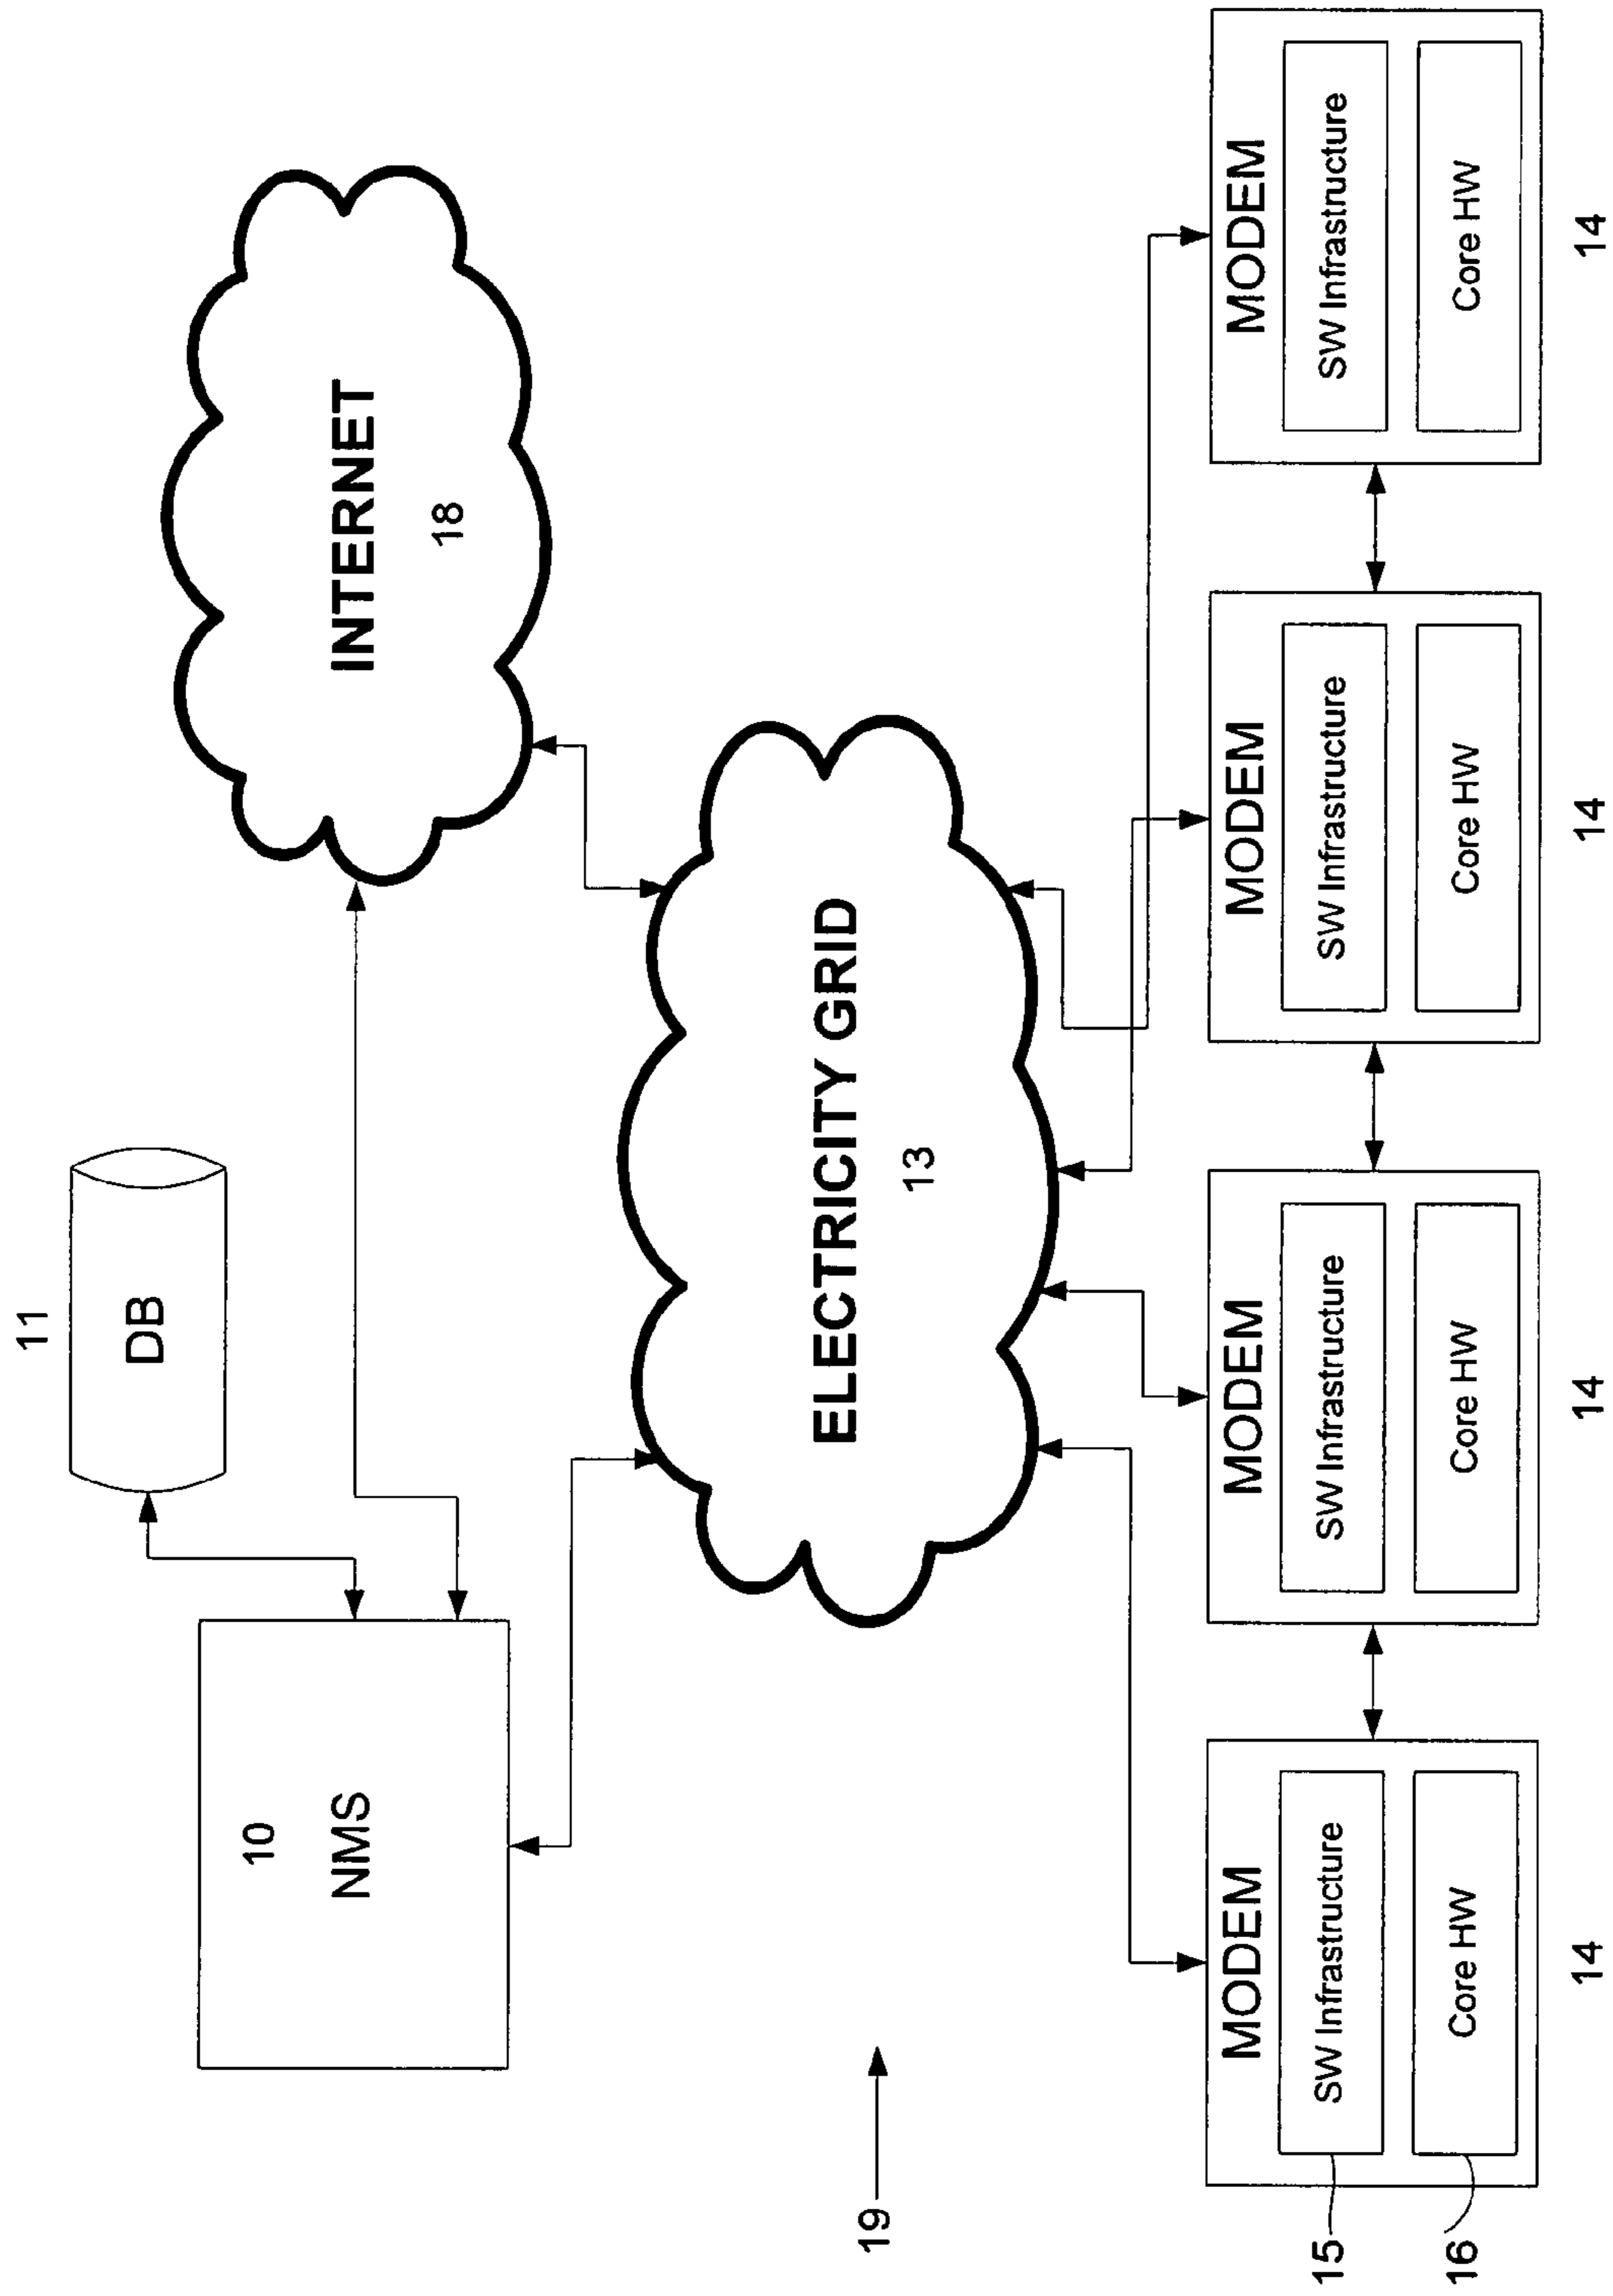 11
DB
10
NMS
INTERNET
18
ELECTRICITY GRID
13
19
MODEM
SW Infrastructure
Core HW
14
MODEM
SW Infrastructure
Core HW
14
MODEM
SW Infrastructure
Core HW
14
MODEM
SW Infrastructure
Core HW
14
15
16